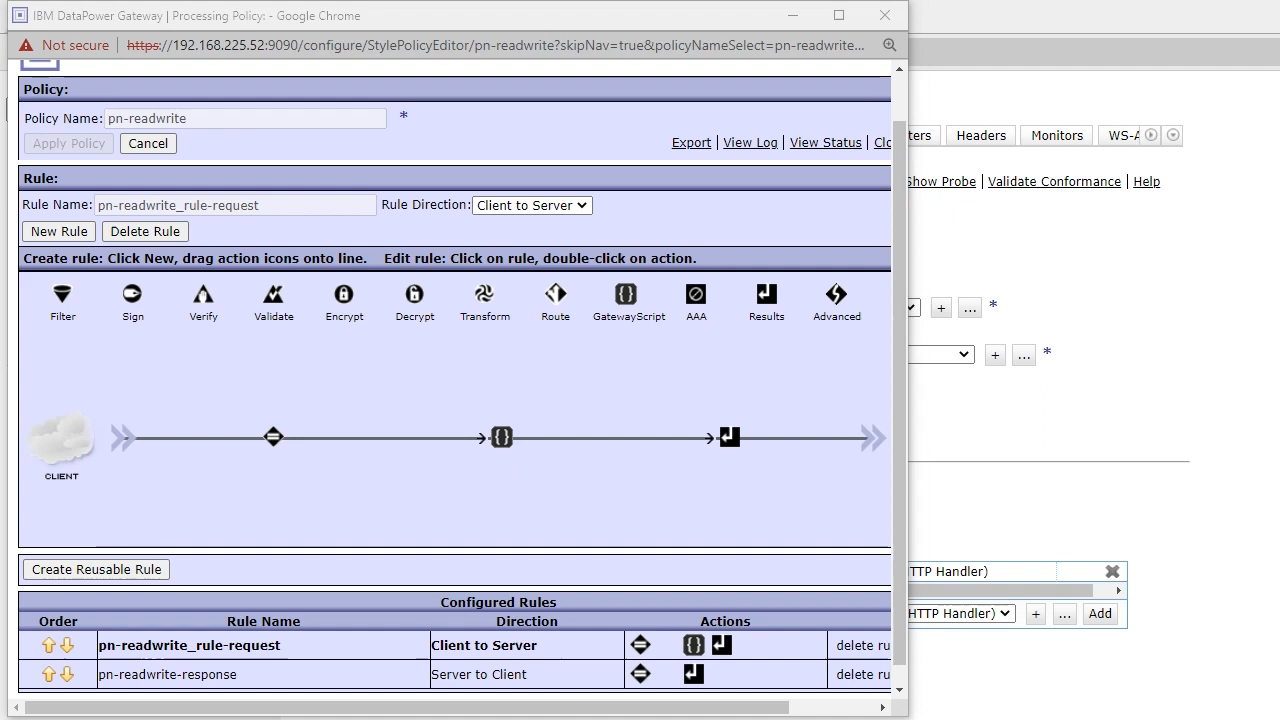 IBM DataPower Gateway | Processing Policy: - Google Chrome
Not secure
https://192.168.225.52:9090/configure/StylePolicyEditor/pn-readwrite?skipNav=true&policyNameSelect=pn-readwrite...
Policy:
Policy Name: pn-readwrite *
Apply Policy Cancel
Export | View Log | View Status | Clo
Rule:
Rule Name: pn-readwrite_rule-request Rule Direction: Client to Server
New Rule Delete Rule
Create rule: Click New, drag action icons onto line. Edit rule: Click on rule, double-click on action.
Filter Sign Verify Validate Encrypt Decrypt Transform Route GatewayScript AAA Results Advanced
CLIENT
Create Reusable Rule
Configured Rules
Order Rule Name Direction Actions
pn-readwrite_rule-request Client to Server delete ru
pn-readwrite-response Server to Client delete ru
ters Headers Monitors WS-A
Show Probe | Validate Conformance | Help
+ ... *
+ ... *
TTP Handler)
HTTP Handler) + ... Add